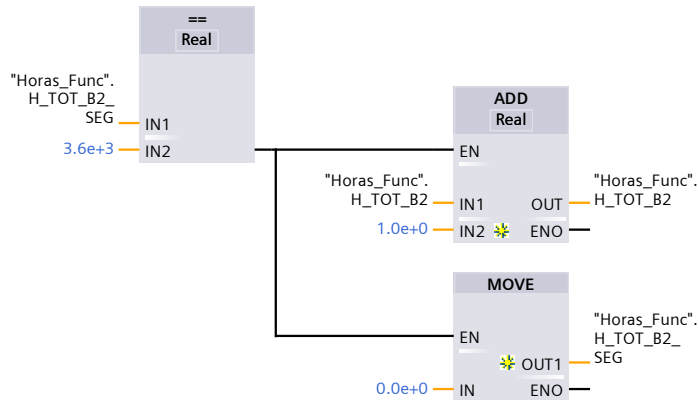 ==
Real
"Horas_Func".
H_TOT_B2_
SEG
IN1
3.6e+3
IN2
ADD
Real
EN
"Horas_Func".
H_TOT_B2
IN1
OUT
"Horas_Func".
H_TOT_B2
1.0e+0
IN2
ENO
MOVE
EN
OUT1
"Horas_Func".
H_TOT_B2_
SEG
0.0e+0
IN
ENO